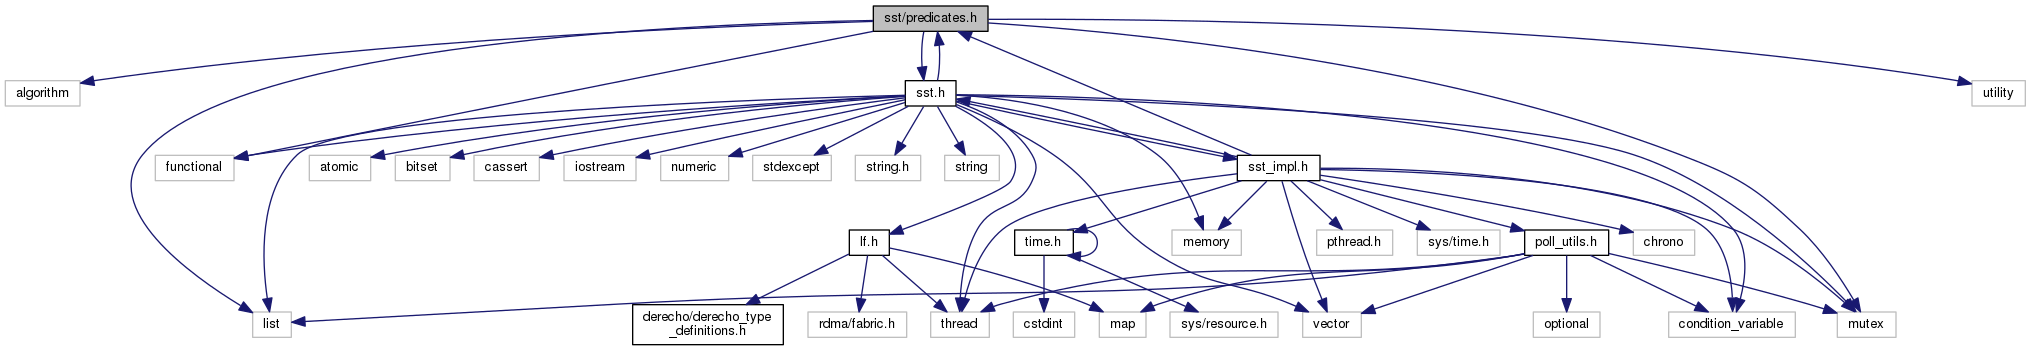 sst/predicates.h
algorithm
sst.h
utility
functional
atomic
bitset
cassert
iostream
numeric
stdexcept
string.h
string
sst_impl.h
lf.h
time.h
memory
pthread.h
sys/time.h
poll_utils.h
chrono
list
derecho/derecho_type
_definitions.h
rdma/fabric.h
thread
cstdint
map
sys/resource.h
vector
optional
condition_variable
mutex